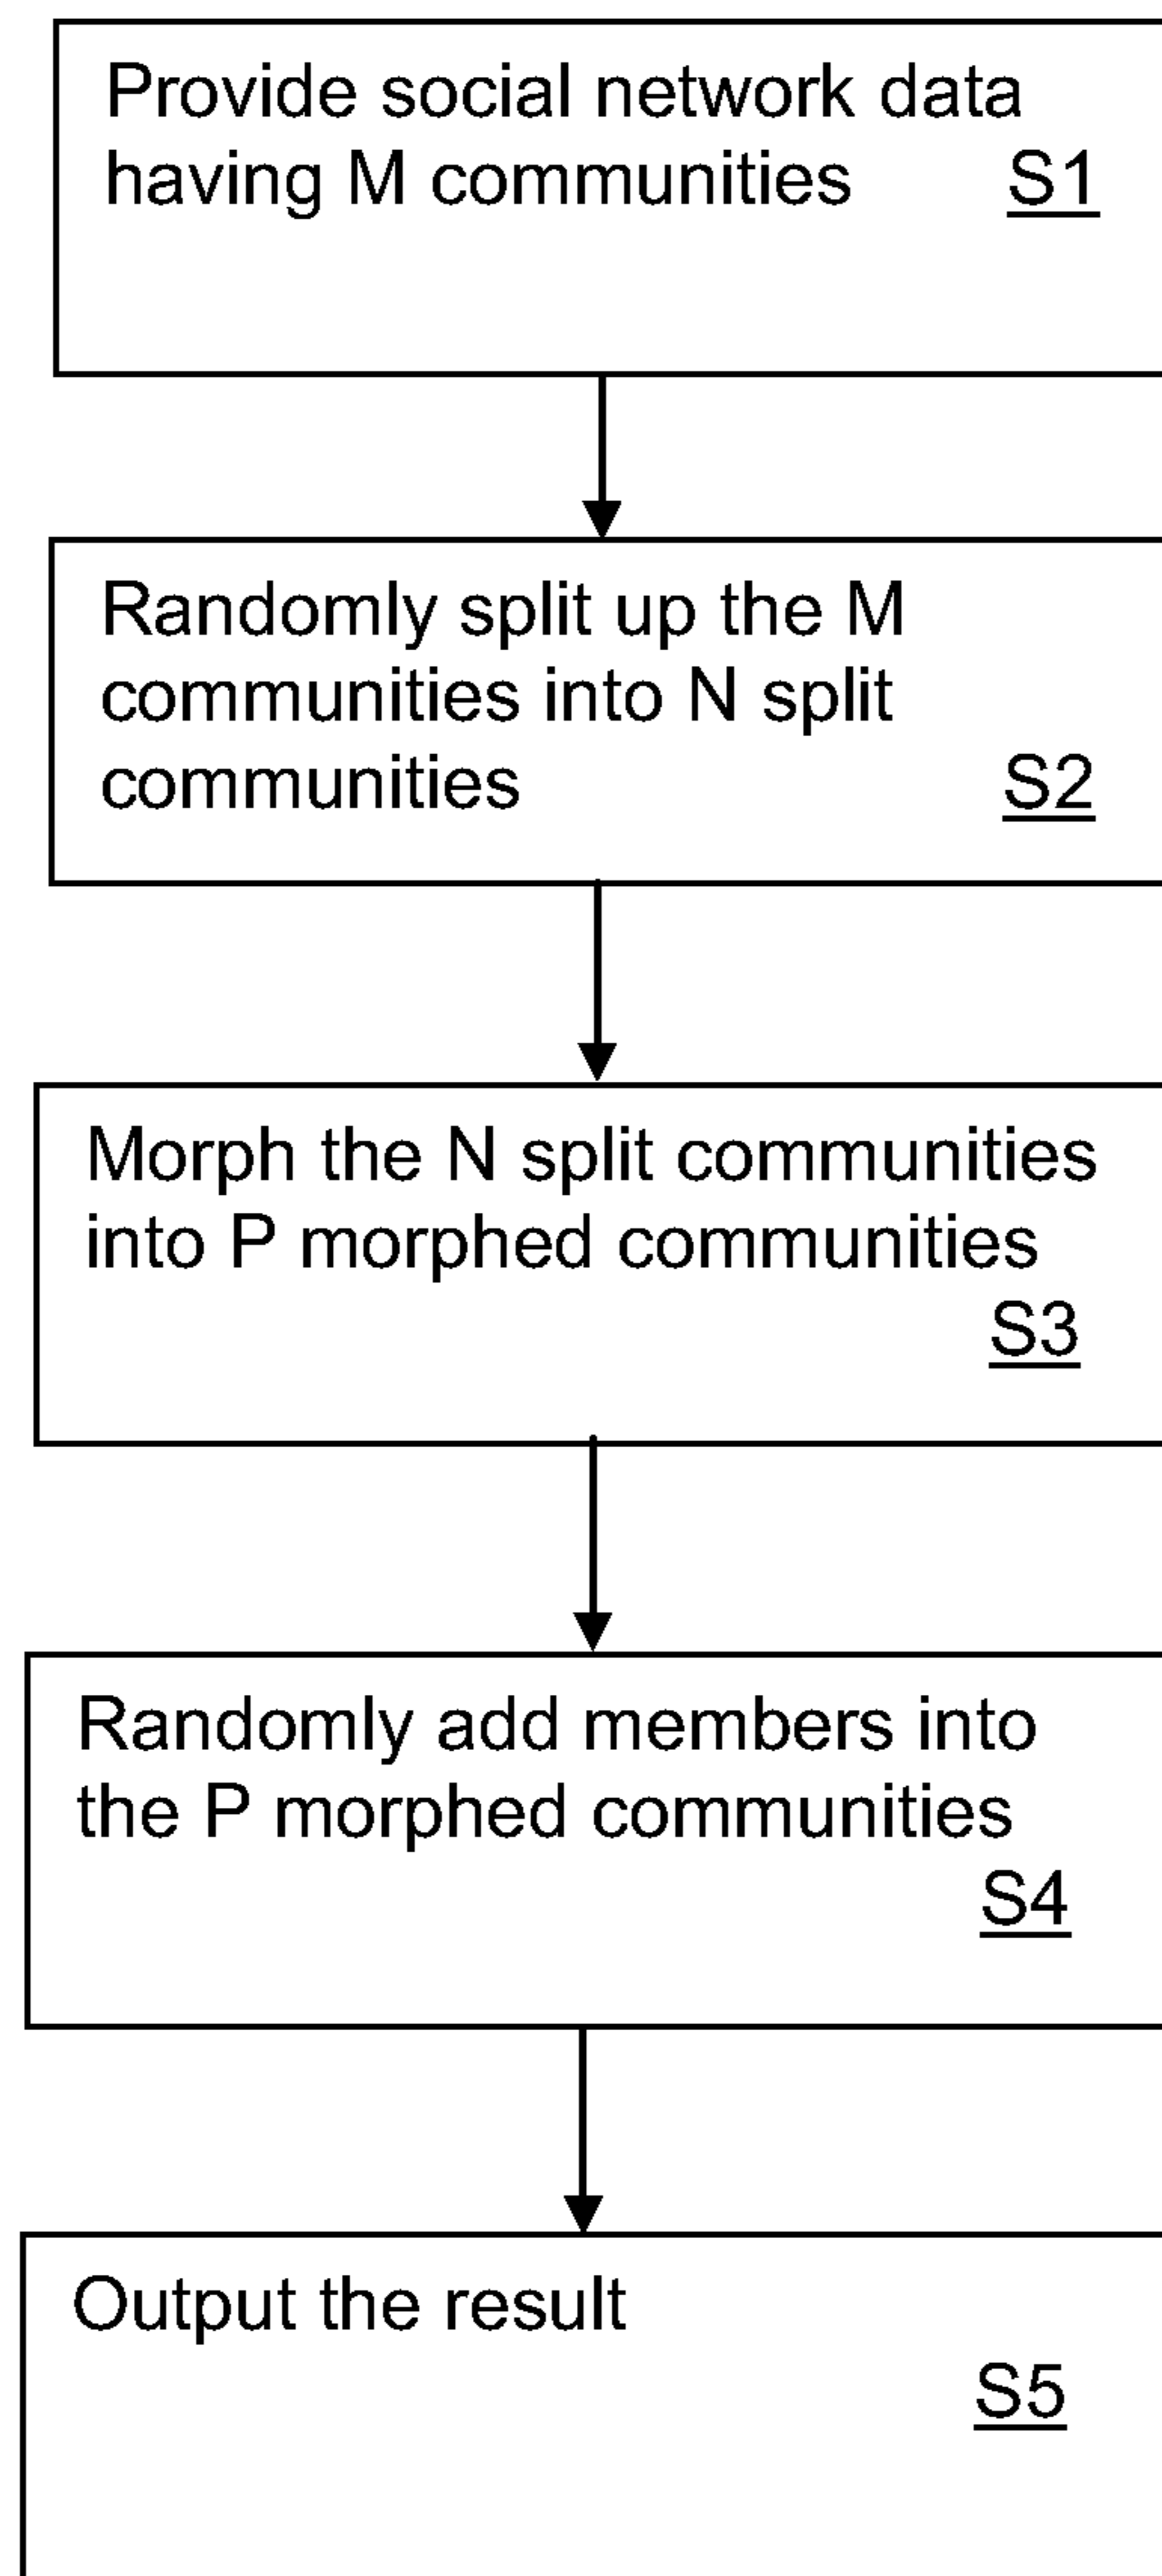 Provide social network data
having M communities S1
Randomly split up the M
communities into N split
communities S2
Morph the N split communities
into P morphed communities
S3
Randomly add members into
the P morphed communities
S4
Output the result
S5